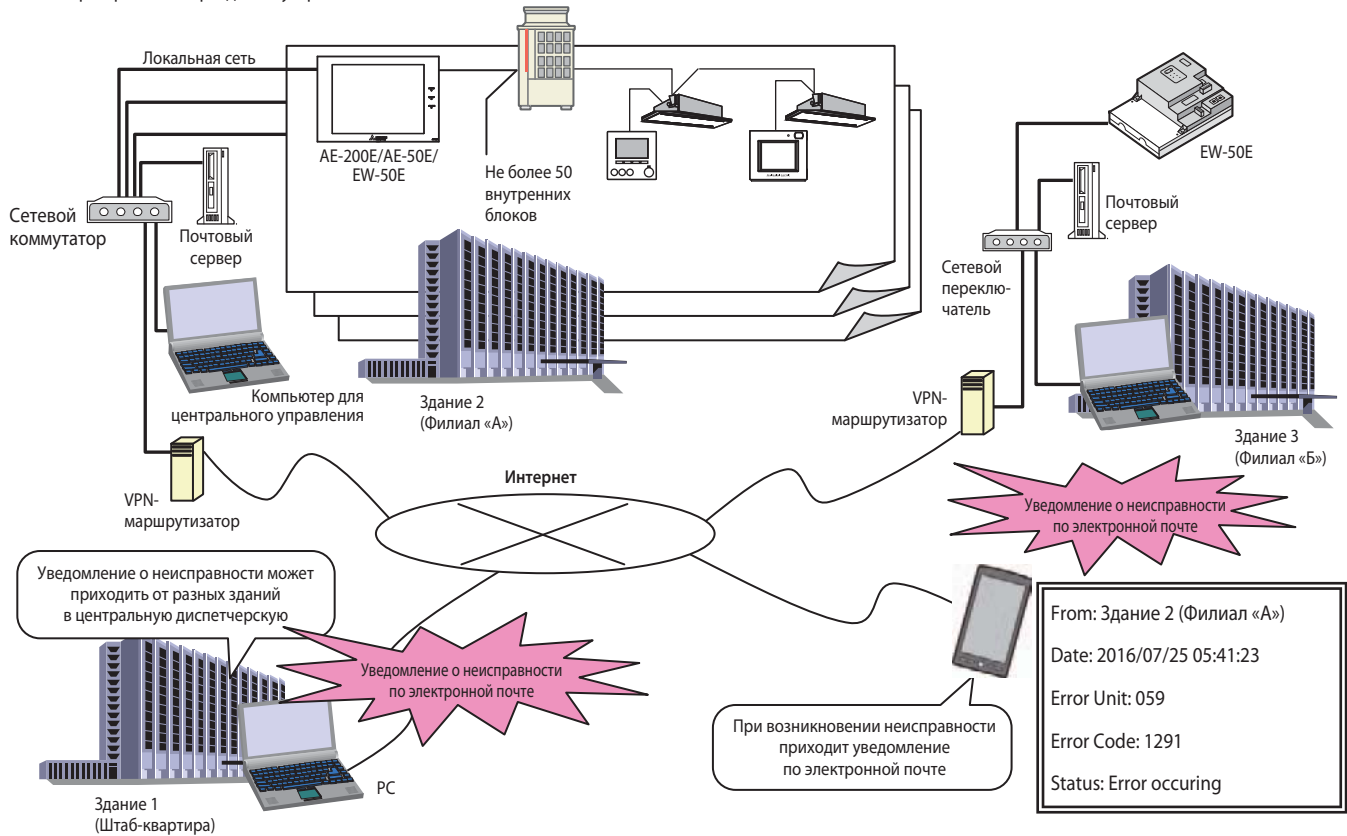 Локальная сеть
AE-200E/AE-50E/
EW-50E
Не более 50
внутренних
блоков
EW-50E
Сетевой
коммутатор
Почтовый
сервер
Почтовый
сервер
Сетевой
переклю-
чатель
Компьютер для
центрального управления
Здание 2
(Филиал «А»)
VPN-
маршрутизатор
Здание 3
(Филиал «Б»)
VPN-
маршрутизатор
Интернет
Уведомление о неисправности
по электронной почте
Уведомление о неисправности может
приходить от разных зданий
в центральную диспетчерскую
Уведомление о неисправности
по электронной почте
From: Здание 2 (Филиал «А»)
Date: 2016/07/25 05:41:23
Error Unit: 059
Error Code: 1291
Status: Error occuring
При возникновении неисправности
приходит уведомление
по электронной почте
PC
Здание 1
(Штаб-квартира)